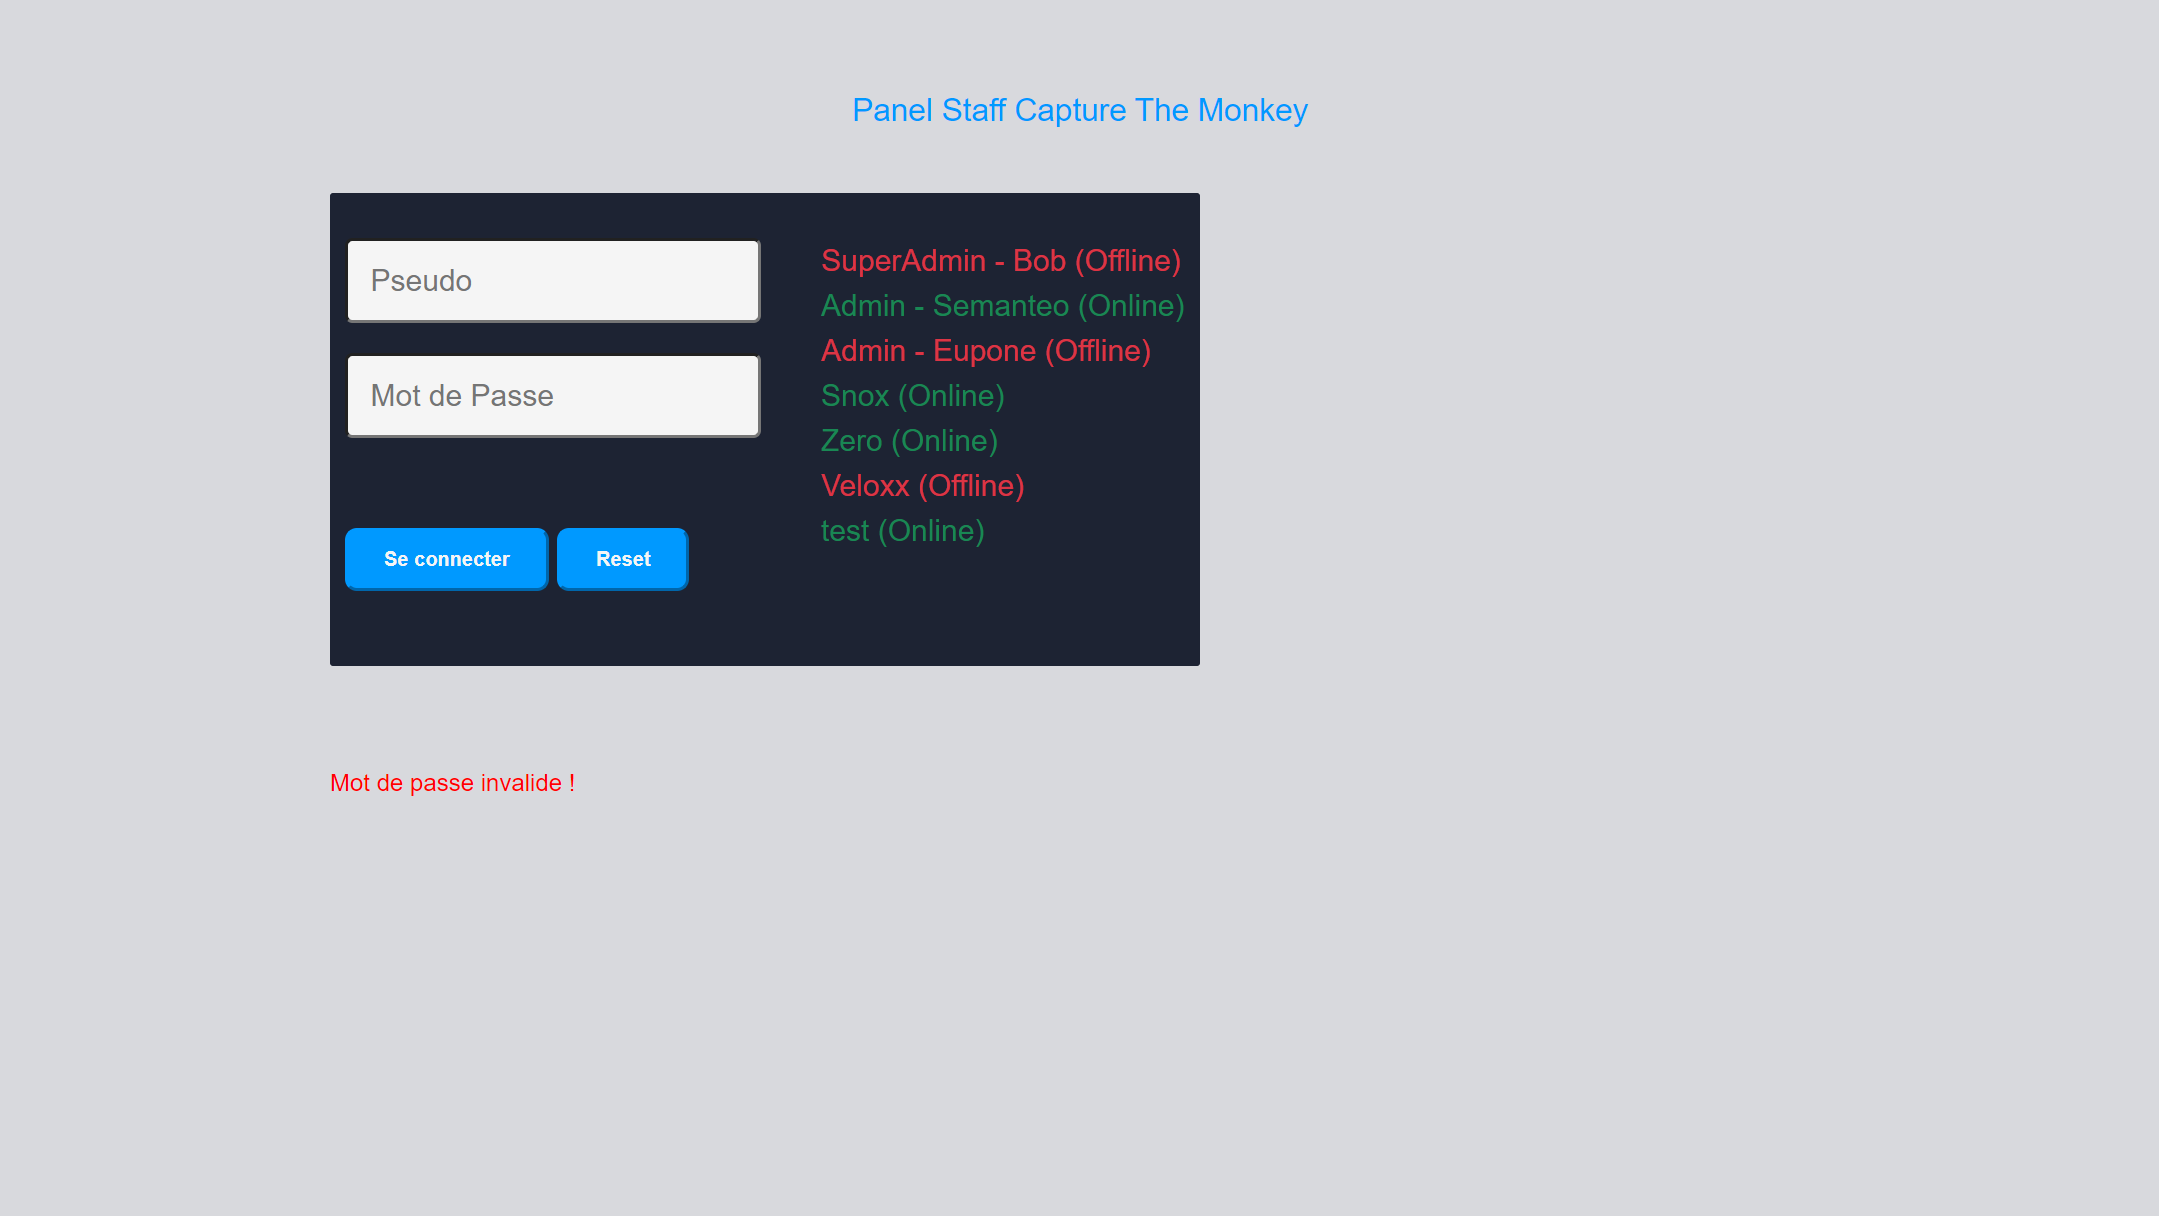 Panel Staff Capture The Monkey
Pseudo
Mot de Passe
Se connecter
Reset
SuperAdmin - Bob (Offline)
Admin - Semanteo (Online)
Admin - Eupone (Offline)
Snox (Online)
Zero (Online)
Veloxx (Offline)
test (Online)
Mot de passe invalide !